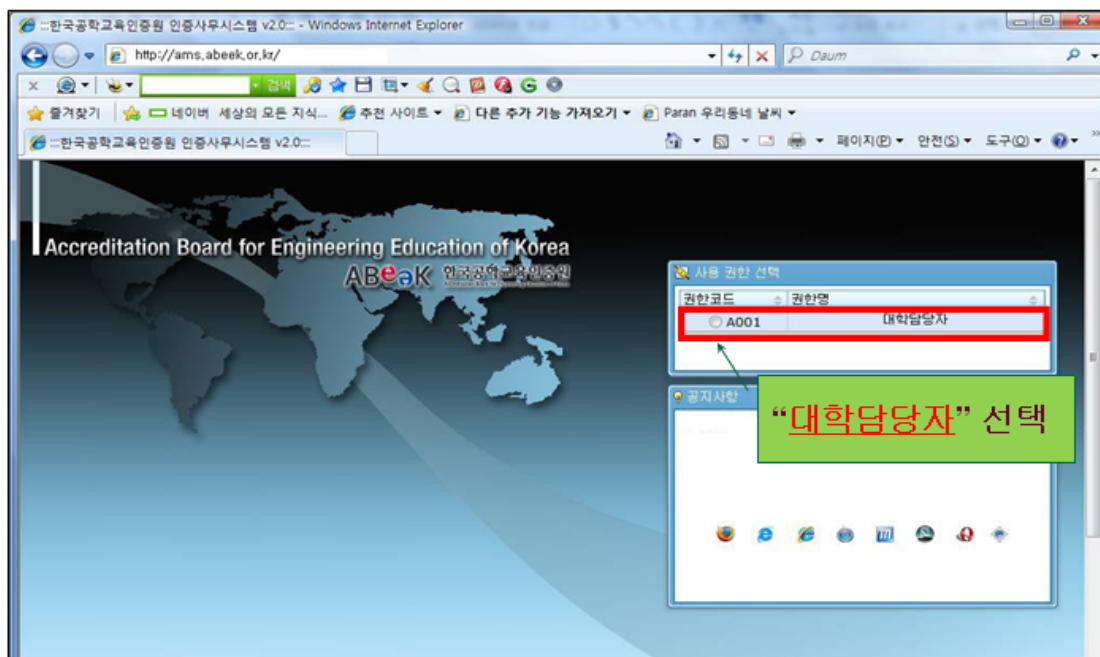 :::한국공학교육인증원 인증사무시스템 v2.0::: - Windows Internet Explorer
http://ams.abeek.or.kr/
Daum
검색
즐겨찾기 네이버 세상의 모든 지식... 추천 사이트 다른 추가 기능 가져오기 Paran 우리동네 날씨
:::한국공학교육인증원 인증사무시스템 v2.0:::
페이지(P) 안전(S) 도구(O)
Accreditation Board for Engineering Education of Korea
ABeeK 한국공학교육인증원
사용 권한 선택
권한코드 권한명
A001 대학담당자
공지사항
“대학담당자” 선택